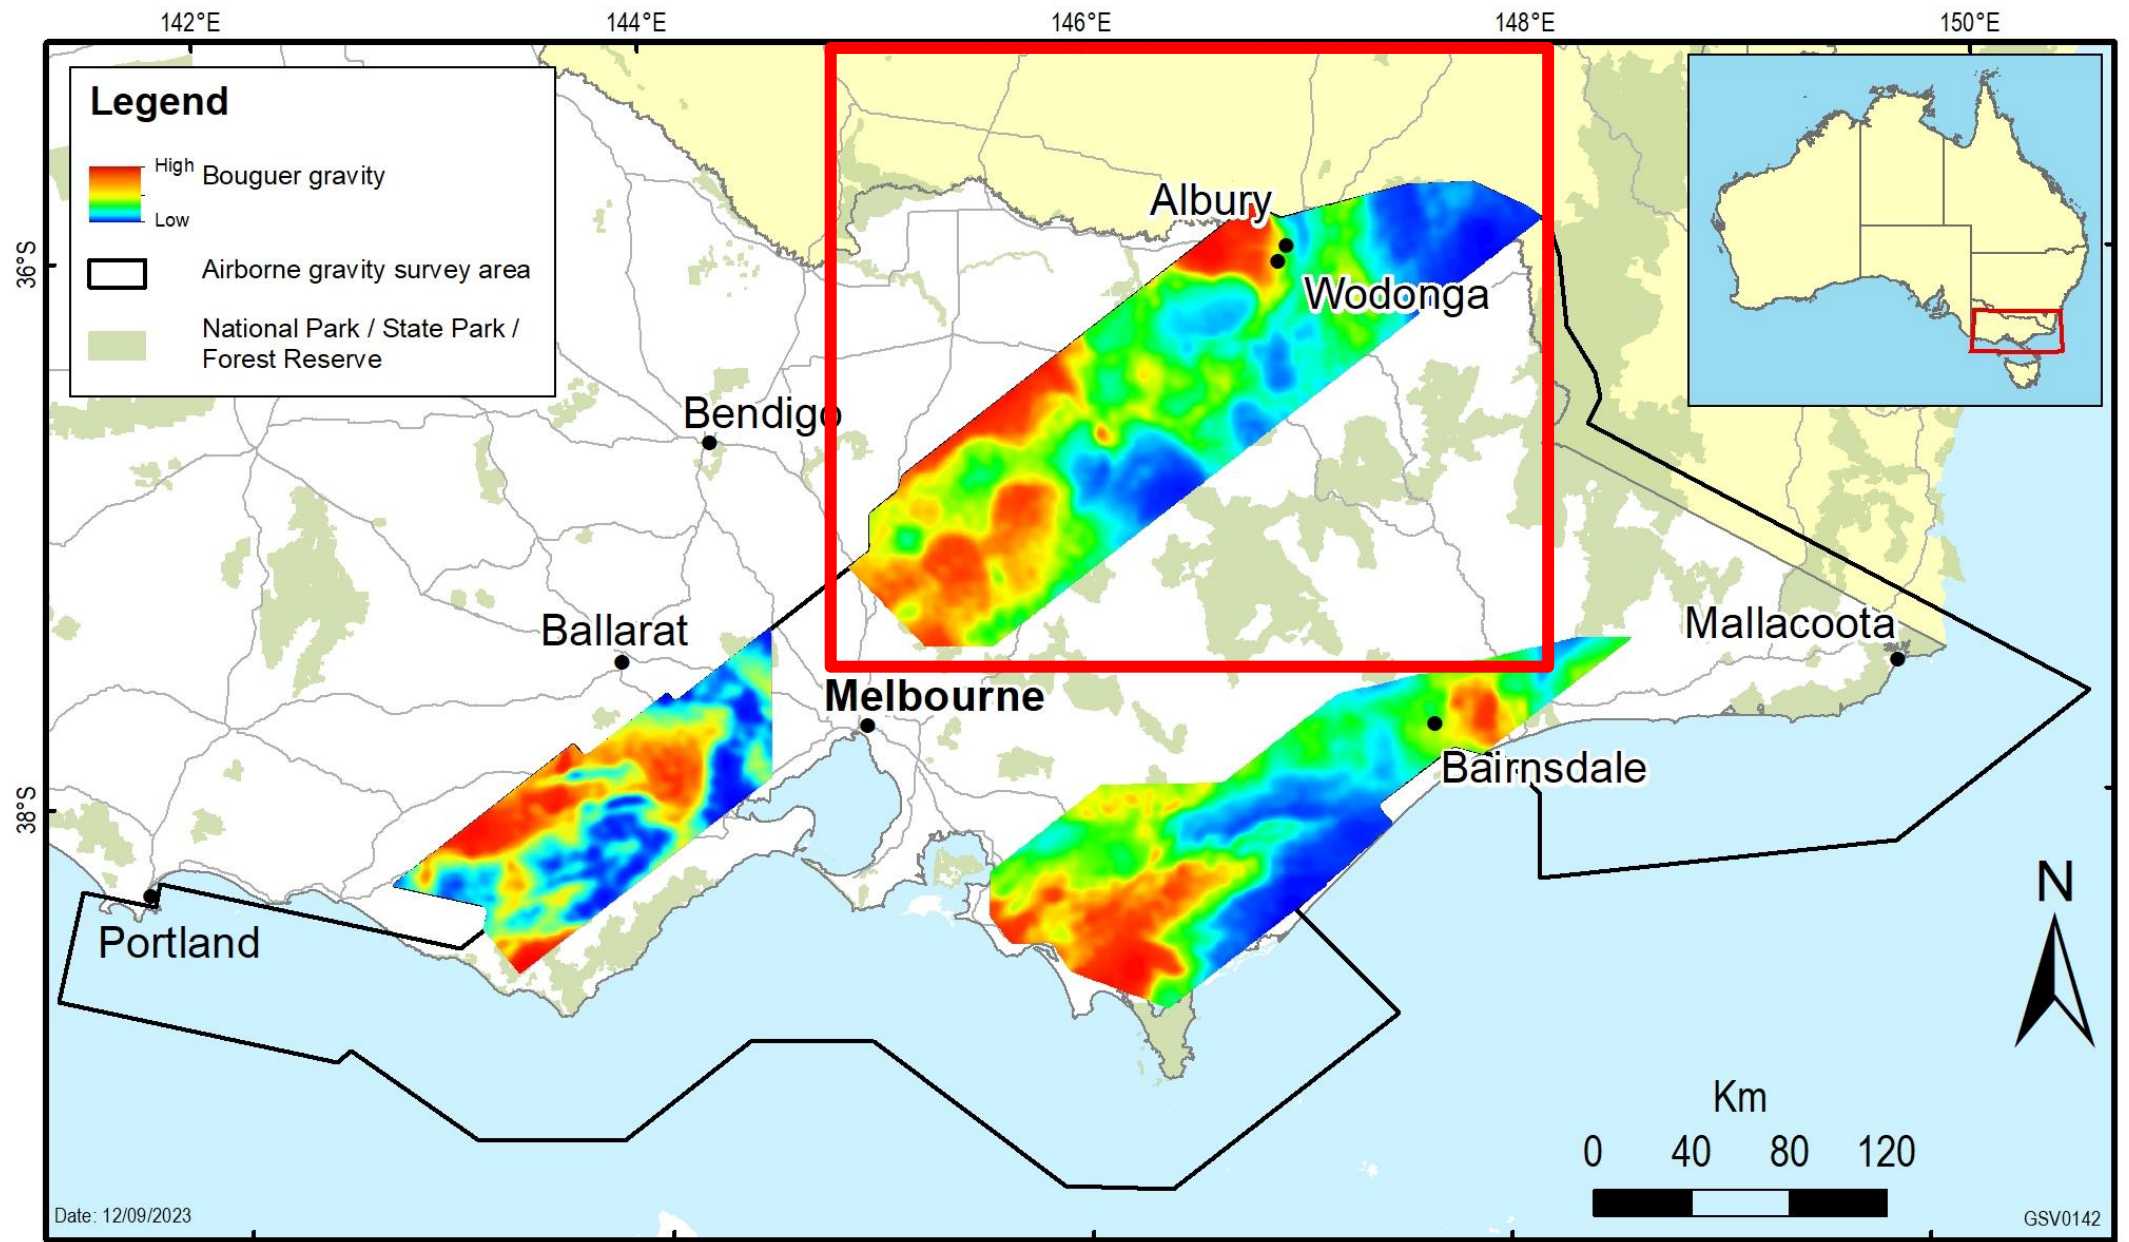 142°E
144°E
146°E
148°E
150°E
Legend
High
Bouguer gravity
Low
Airborne gravity survey area
National Park / State Park /
Forest Reserve
36°S
38°S
Albury
Wodonga
Bendigo
Ballarat
Melbourne
Mallacoota
Bairnsdale
Portland
N
Km
0 40 80 120
Date: 12/09/2023
GSV0142